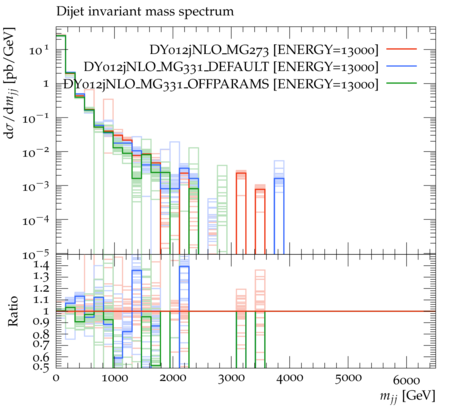 Dijet invariant mass spectrum
dσ/dm_jj [pb/GeV]
DY012jNLO_MG273 [ENERGY=13000]
DY012jNLO_MG331_DEFAULT [ENERGY=13000]
DY012jNLO_MG331_OFFPARAMS [ENERGY=13000]
10^1
1
10^−1
10^−2
10^−3
10^−4
10^−5
Ratio
1.4
1.3
1.2
1.1
1
0.9
0.8
0.7
0.6
0.5
0 1000 2000 3000 4000 5000 6000
m_jj [GeV]